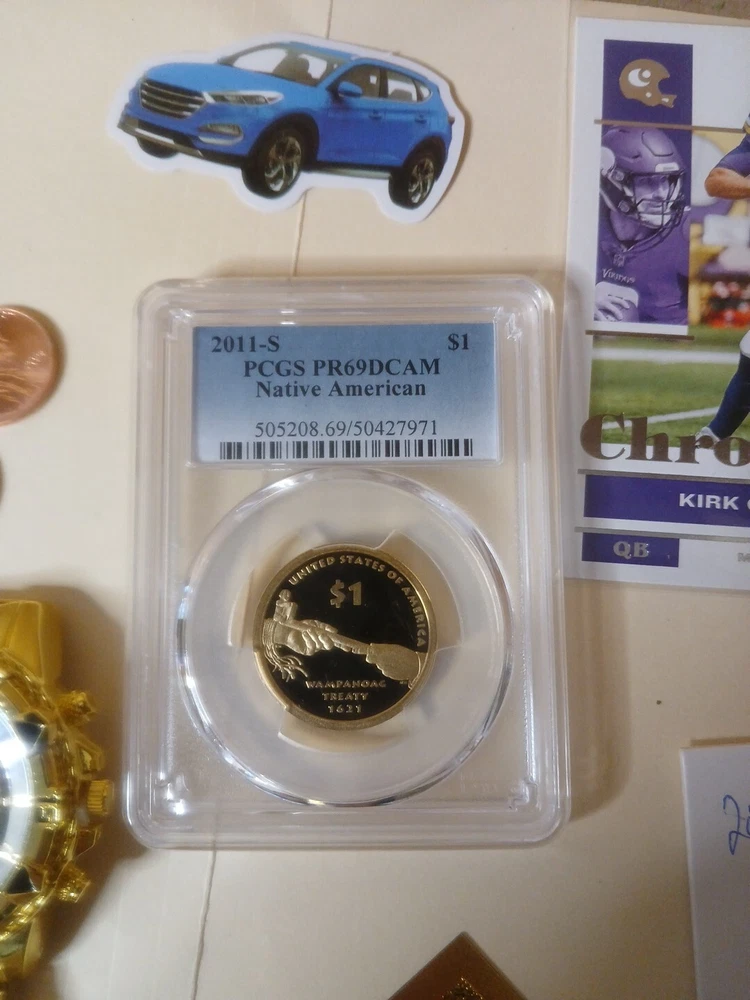 2011-S $1
PCGS PR69DCAM
Native American
505208.69/50427971
UNITED STATES OF AMERICA
$1
WAMPANOAG
TREATY
1621
VIKINGS
Chro
KIRK
QB